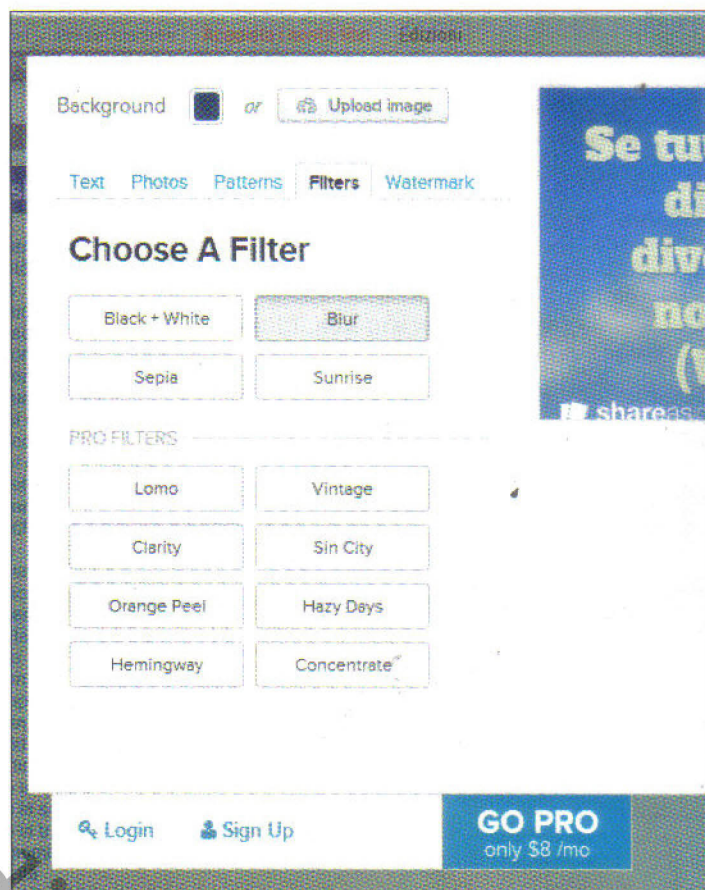 Edizioni
Background or Upload image
Text Photos Patterns Filters Watermark
Choose A Filter
Black + White Blur
Sepia Sunrise
PRO FILTERS
Lomo Vintage
Clarity Sin City
Orange Peel Hazy Days
Hemingway Concentrate
Se tu
di
dive
no
(
shareas
Login Sign Up
GO PRO
only $8 /mo